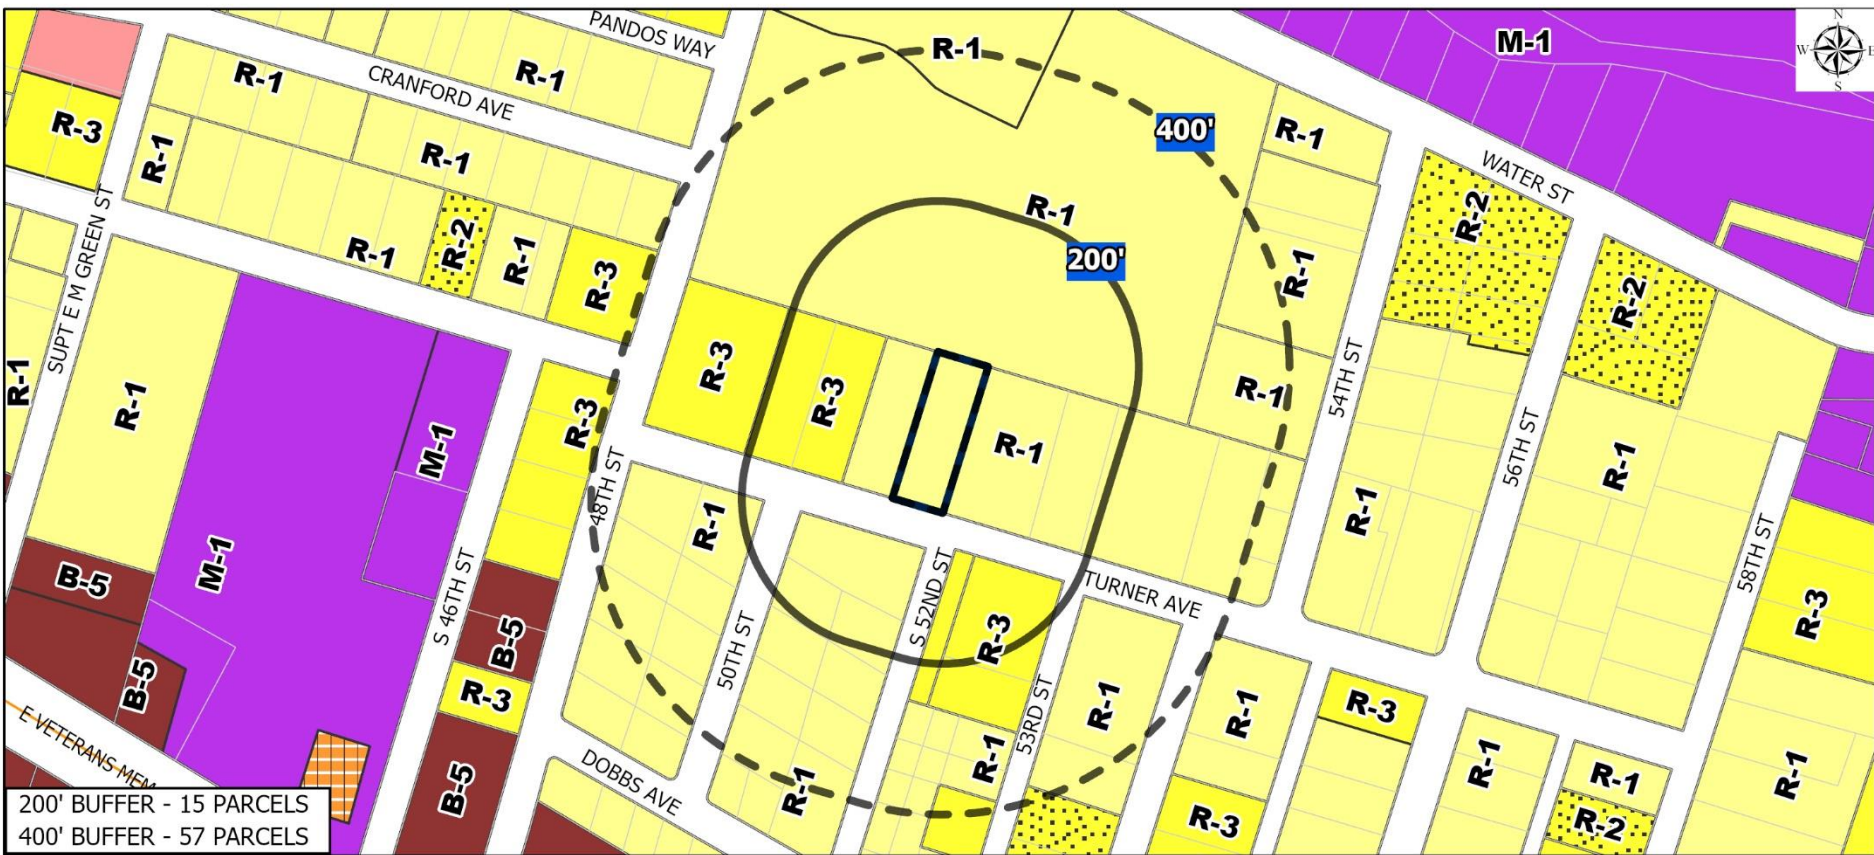 PANDOS WAY
R-1
M-1
N
W
E
S
R-1
R-1
CRANFORD AVE
400'
R-1
R-3
R-1
R-1
WATER ST
R-1
R-2
R-2
R-1
R-1
R-3
200'
R-1
R-2
SUPT E M GREEN ST
R-1
R-1
M-1
R-3
R-3
R-3
R-1
R-1
54TH ST
R-1
56TH ST
R-1
48TH ST
R-1
M-1
B-5
S 46TH ST
B-5
R-3
50TH ST
S 52ND ST
R-3
TURNER AVE
58TH ST
R-3
B-5
R-3
53RD ST
R-1
R-1
R-3
R-1
E VETERANS MEM
B-5
DOBBS AVE
R-1
R-1
R-1
R-1
R-3
R-2
200' BUFFER - 15 PARCELS
400' BUFFER - 57 PARCELS